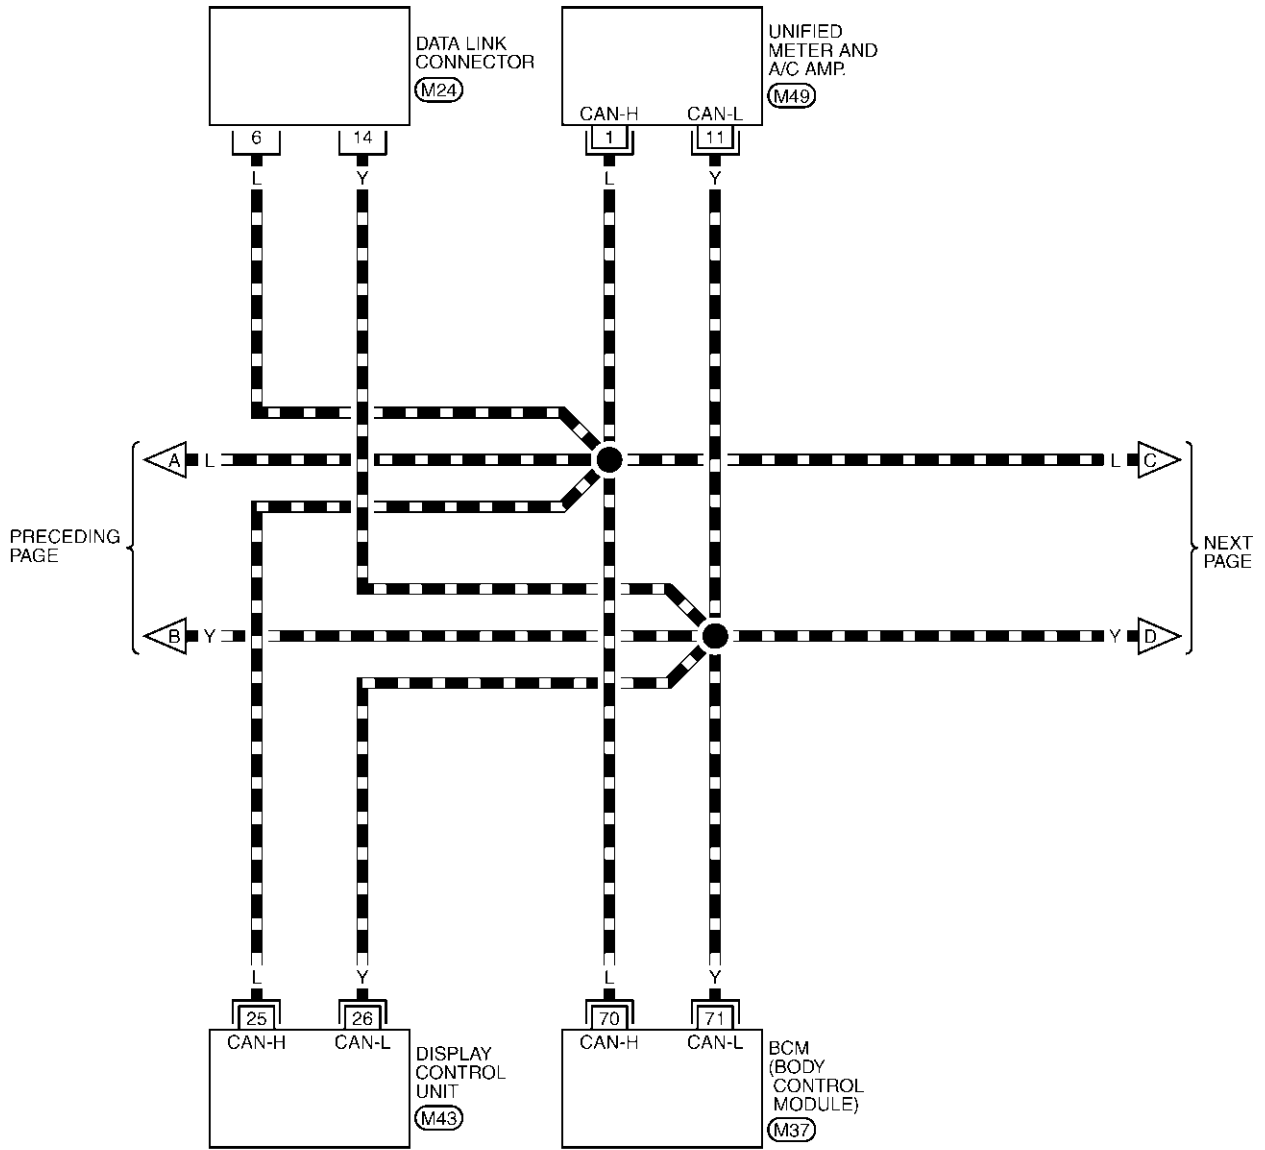 DATA LINK
CONNECTOR
M24
UNIFIED
METER AND
A/C AMP.
M49
CAN-H CAN-L
6 14 1 11
L Y L Y
A L L C
PRECEDING
PAGE
NEXT
PAGE
B Y Y D
L Y L Y
25 26 70 71
CAN-H CAN-L CAN-H CAN-L
DISPLAY
CONTROL
UNIT
M43
BCM
(BODY
CONTROL
MODULE)
M37